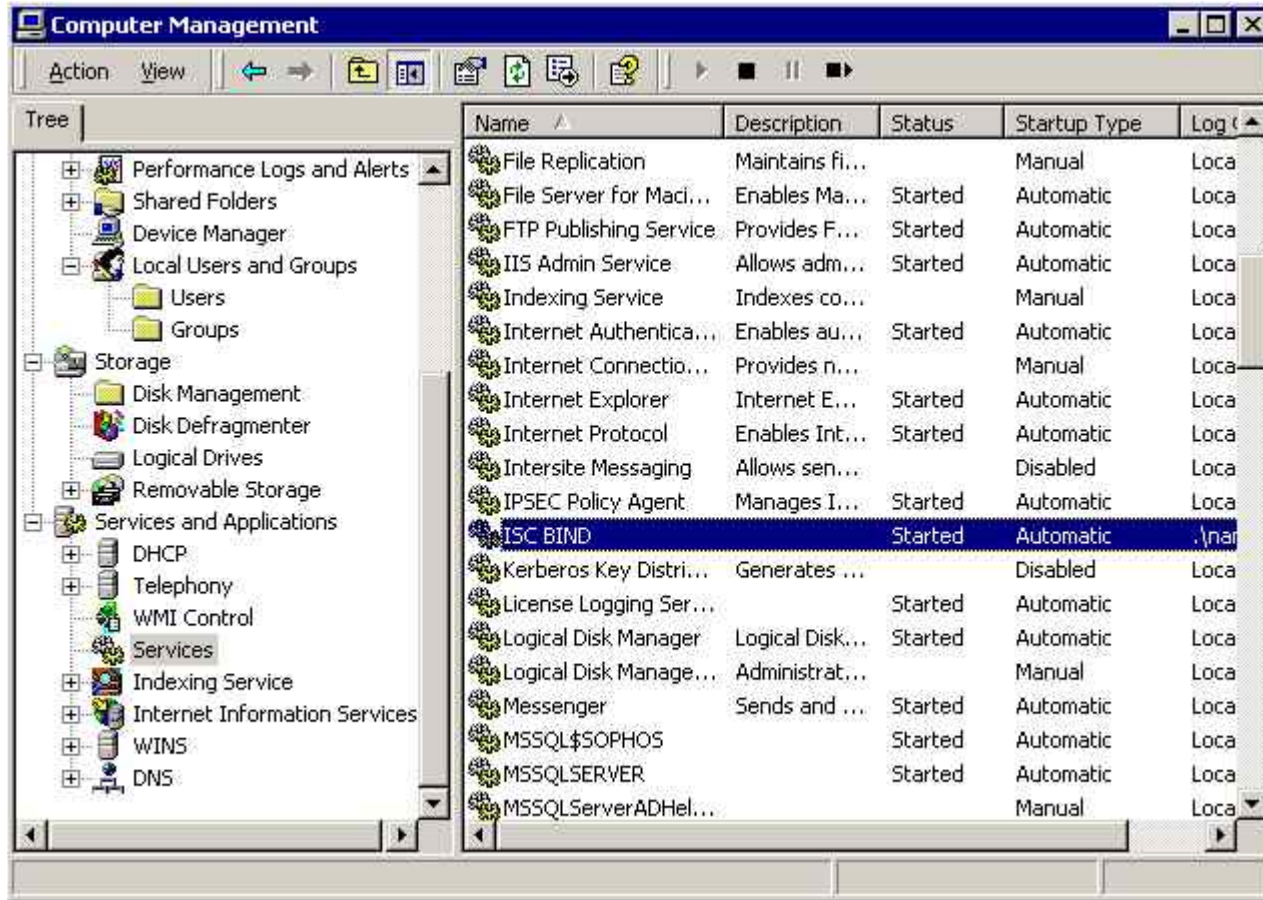 Computer Management
Action View
Tree
Performance Logs and Alerts
Shared Folders
Device Manager
Local Users and Groups
Users
Groups
Storage
Disk Management
Disk Defragmenter
Logical Drives
Removable Storage
Services and Applications
DHCP
Telephony
WMI Control
Services
Indexing Service
Internet Information Services
WINS
DNS
Name Description Status Startup Type Log
File Replication Maintains fi... Manual Loca
File Server for Maci... Enables Ma... Started Automatic Loca
FTP Publishing Service Provides F... Started Automatic Loca
IIS Admin Service Allows adm... Started Automatic Loca
Indexing Service Indexes co... Manual Loca
Internet Authentica... Enables au... Started Automatic Loca
Internet Connectio... Provides n... Manual Loca
Internet Explorer Internet E... Started Automatic Loca
Internet Protocol Enables Int... Started Automatic Loca
Intersite Messaging Allows sen... Disabled Loca
IPSEC Policy Agent Manages I... Started Automatic Loca
ISC BIND Started Automatic .\nar
Kerberos Key Distri... Generates ... Disabled Loca
License Logging Ser... Started Automatic Loca
Logical Disk Manager Logical Disk... Started Automatic Loca
Logical Disk Manage... Administrat... Manual Loca
Messenger Sends and ... Started Automatic Loca
MSSQL$SOPHOS Started Automatic Loca
MSSQLSERVER Started Automatic Loca
MSSQLServerADHel... Manual Loca